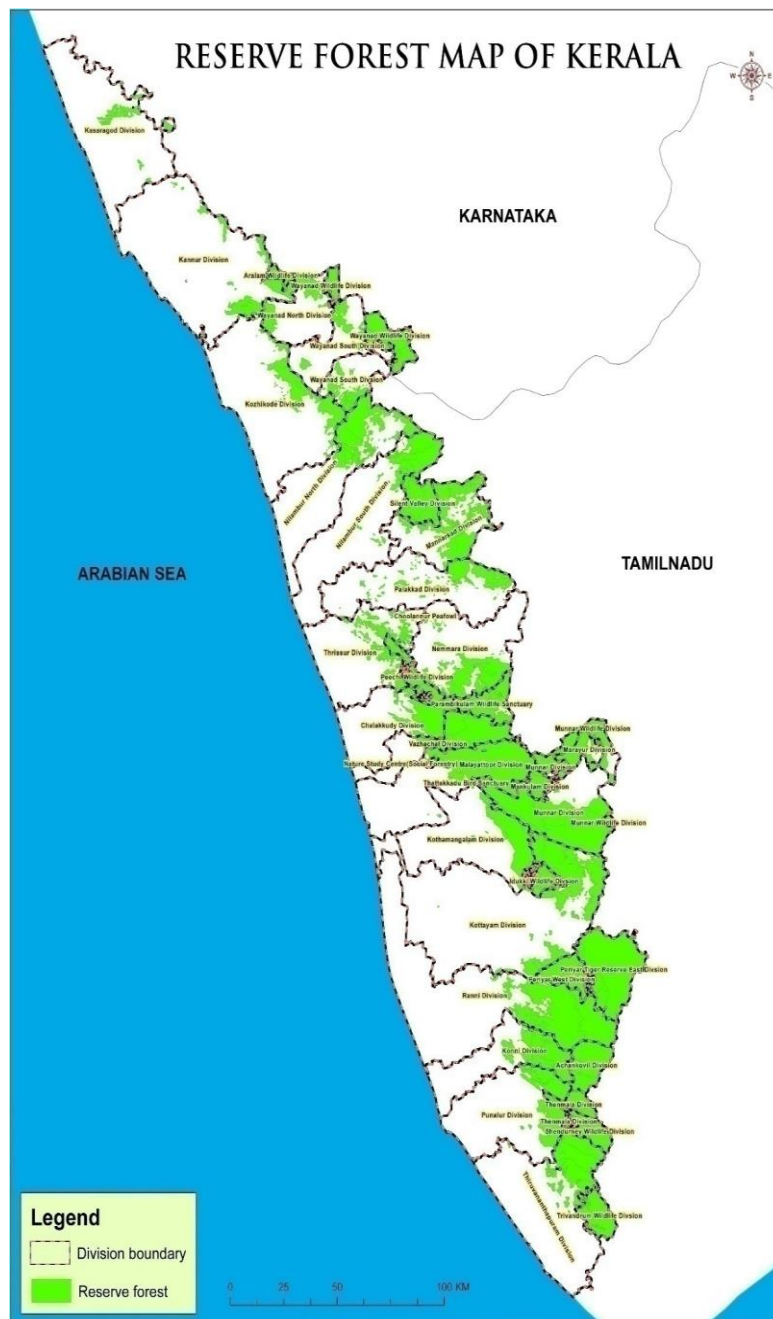 RESERVE FOREST MAP OF KERALA
N
W
E
S
Kasaragod Division
KARNATAKA
Kannur Division
Aralam Wildlife Division
Wayanad Wildlife Division
Wayanad North Division
Wayanad Wildlife Division
Wayanad South Division
Wayanad South Division
Kozhikode Division
Nilambur North Division
Nilambur South Division
Silent Valley Division
Mannarkad Division
ARABIAN SEA
TAMILNADU
Palakkad Division
Choolannur Peafowl
Thrissur Division
Nemmara Division
Peechi Wildlife Division
Parambikulam Wildlife Sanctuary
Chalakkudy Division
Munnar Wildlife Division
Marayur Division
Vazhachal Division
Nature Study Centre(Social Forestry)
Malayattoor Division
Munnar Division
Thattekkadu Bird Sanctuary
Mankulam Division
Munnar Division
Munnar Wildlife Division
Kothamangalam Division
Idukki Wildlife Division
Kottayam Division
Periyar Tiger Reserve East Division
Periyar West Division
Ranni Division
Konni Division
Achankovil Division
Thenmala Division
Punalur Division
Thenmala Division
Shendurney Wildlife Division
Thiruvananthapuram Division
Trivandrum Wildlife Division
Legend
Division boundary
Reserve forest
0 25 50 100 KM